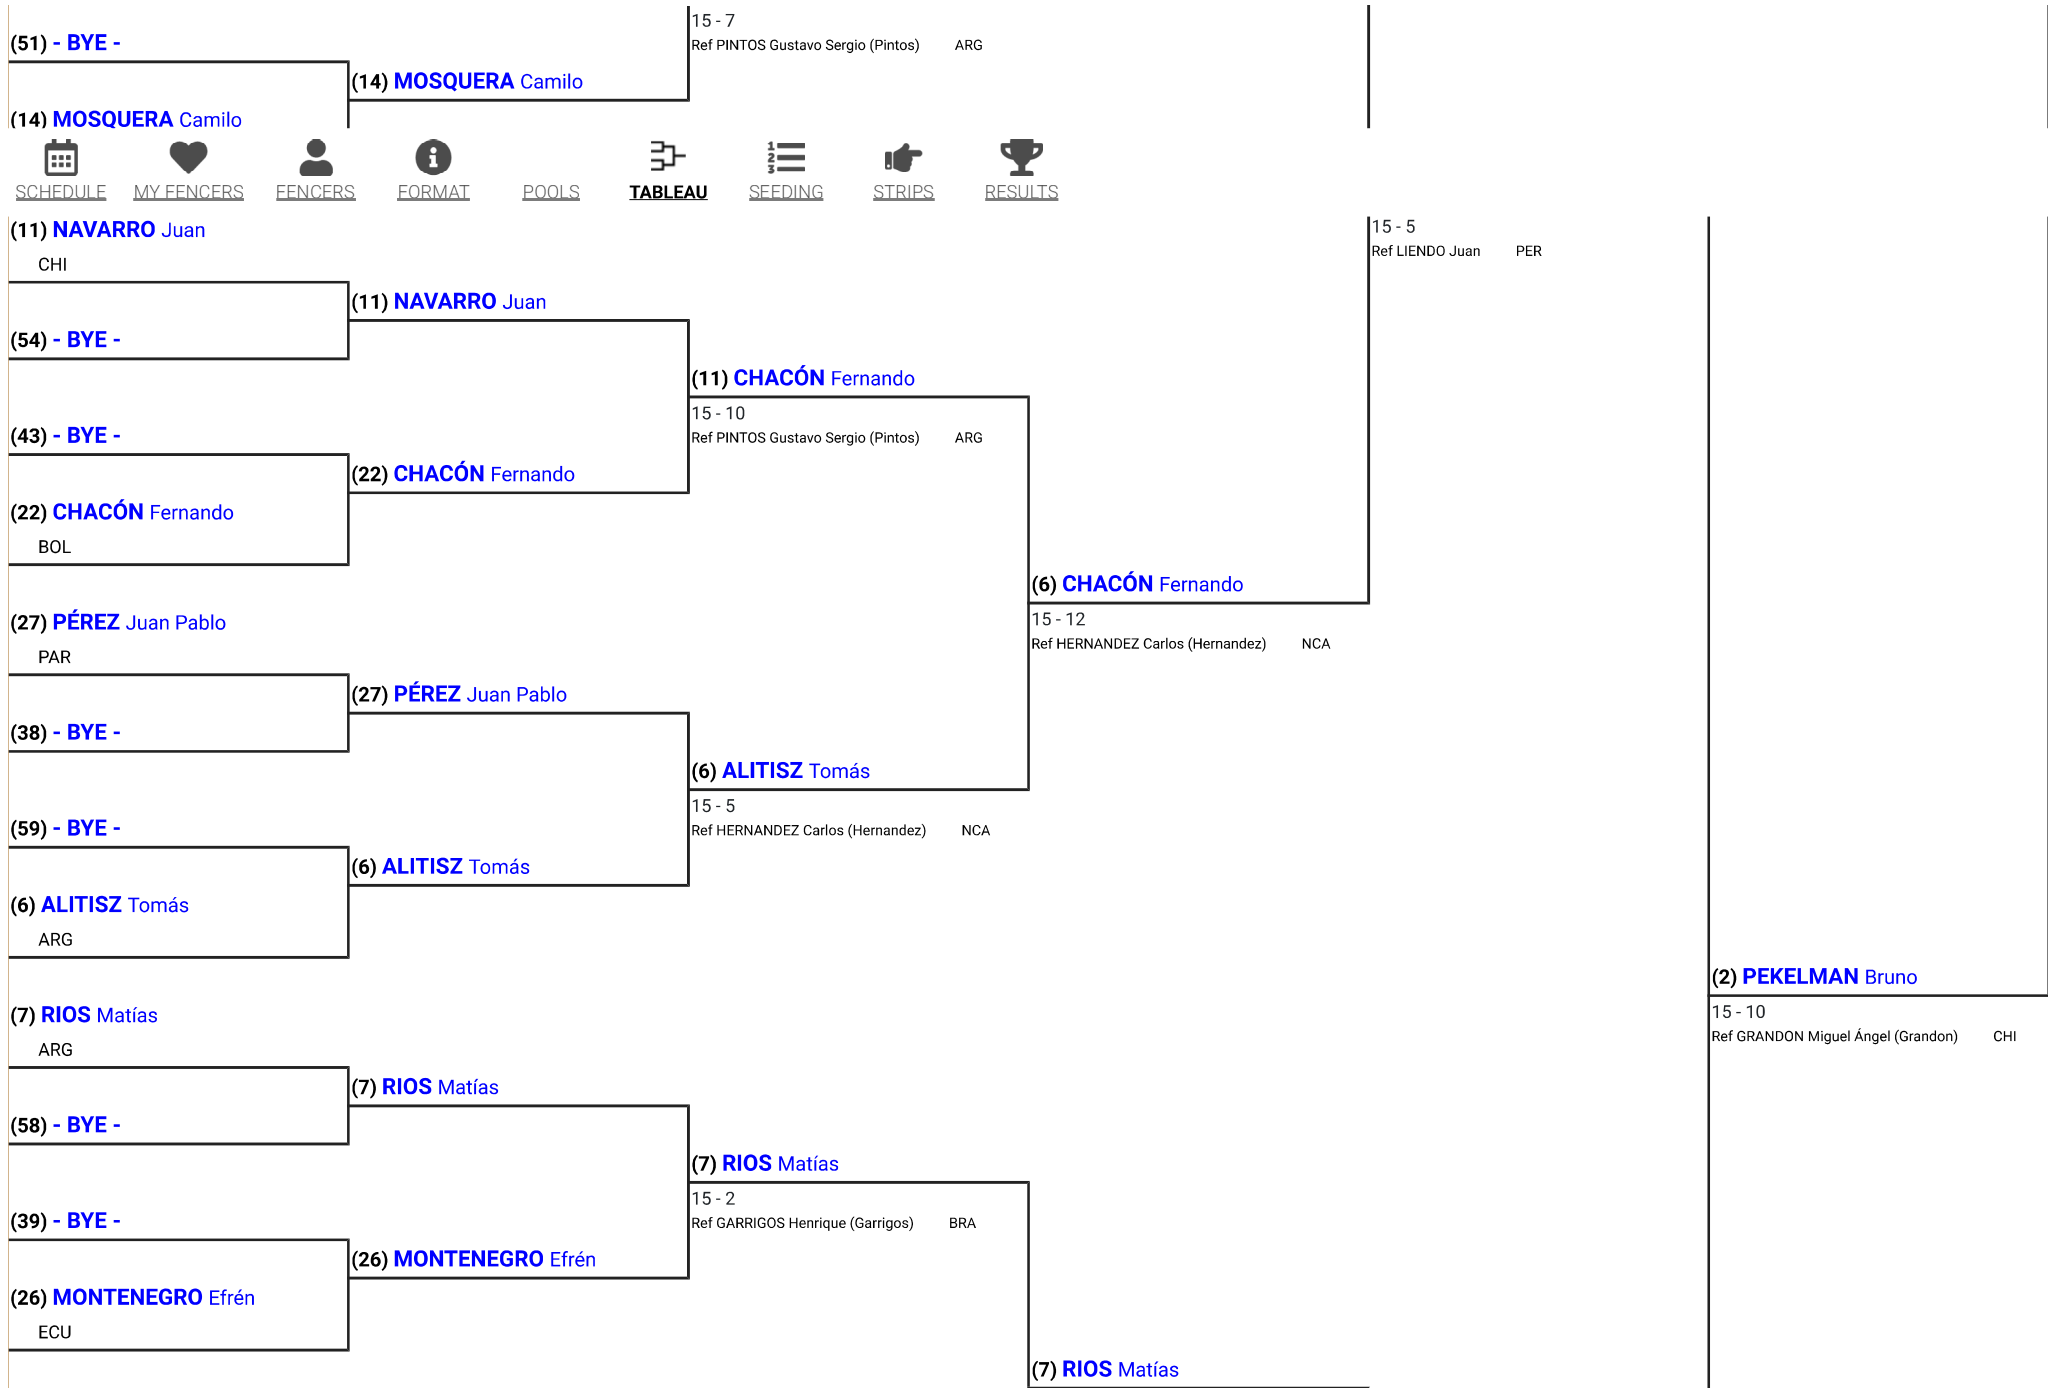 15 - 7
(51) - BYE -
Ref PINTOS Gustavo Sergio (Pintos) ARG
(14) MOSQUERA Camilo
(14) MOSQUERA Camilo
SCHEDULE MY FENCERS FENCERS FORMAT POOLS TABLEAU SEEDING STRIPS RESULTS
(11) NAVARRO Juan
15 - 5
CHI
Ref LIENDO Juan PER
(11) NAVARRO Juan
(54) - BYE -
(11) CHACÓN Fernando
15 - 10
(43) - BYE -
Ref PINTOS Gustavo Sergio (Pintos) ARG
(22) CHACÓN Fernando
(22) CHACÓN Fernando
BOL
(6) CHACÓN Fernando
(27) PÉREZ Juan Pablo
15 - 12
PAR
Ref HERNANDEZ Carlos (Hernandez) NCA
(27) PÉREZ Juan Pablo
(38) - BYE -
(6) ALITISZ Tomás
15 - 5
(59) - BYE -
Ref HERNANDEZ Carlos (Hernandez) NCA
(6) ALITISZ Tomás
(6) ALITISZ Tomás
ARG
(2) PEKELMAN Bruno
(7) RIOS Matías
15 - 10
ARG
Ref GRANDON Miguel Ángel (Grandon) CHI
(7) RIOS Matías
(58) - BYE -
(7) RIOS Matías
15 - 2
(39) - BYE -
Ref GARRIGOS Henrique (Garrigos) BRA
(26) MONTENEGRO Efrén
(26) MONTENEGRO Efrén
ECU
(7) RIOS Matías